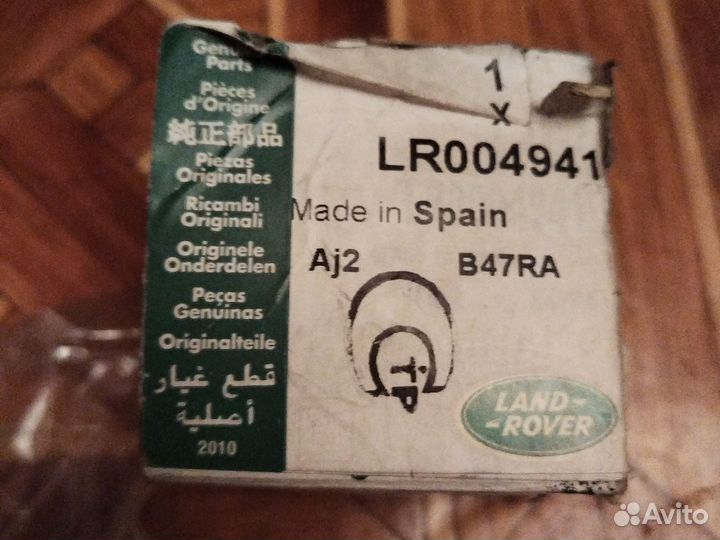 Genuine
Parts
Pièces
d'Origine
純正部品
Piezas
Originales
Ricambi
Originali
Originele
Onderdelen
Peças
Genuinas
Originalteile
قطع غيار
أصلية
2010
1
X
LR004941
Made in Spain
Aj2 B47RA
LAND-
-ROVER
Avito